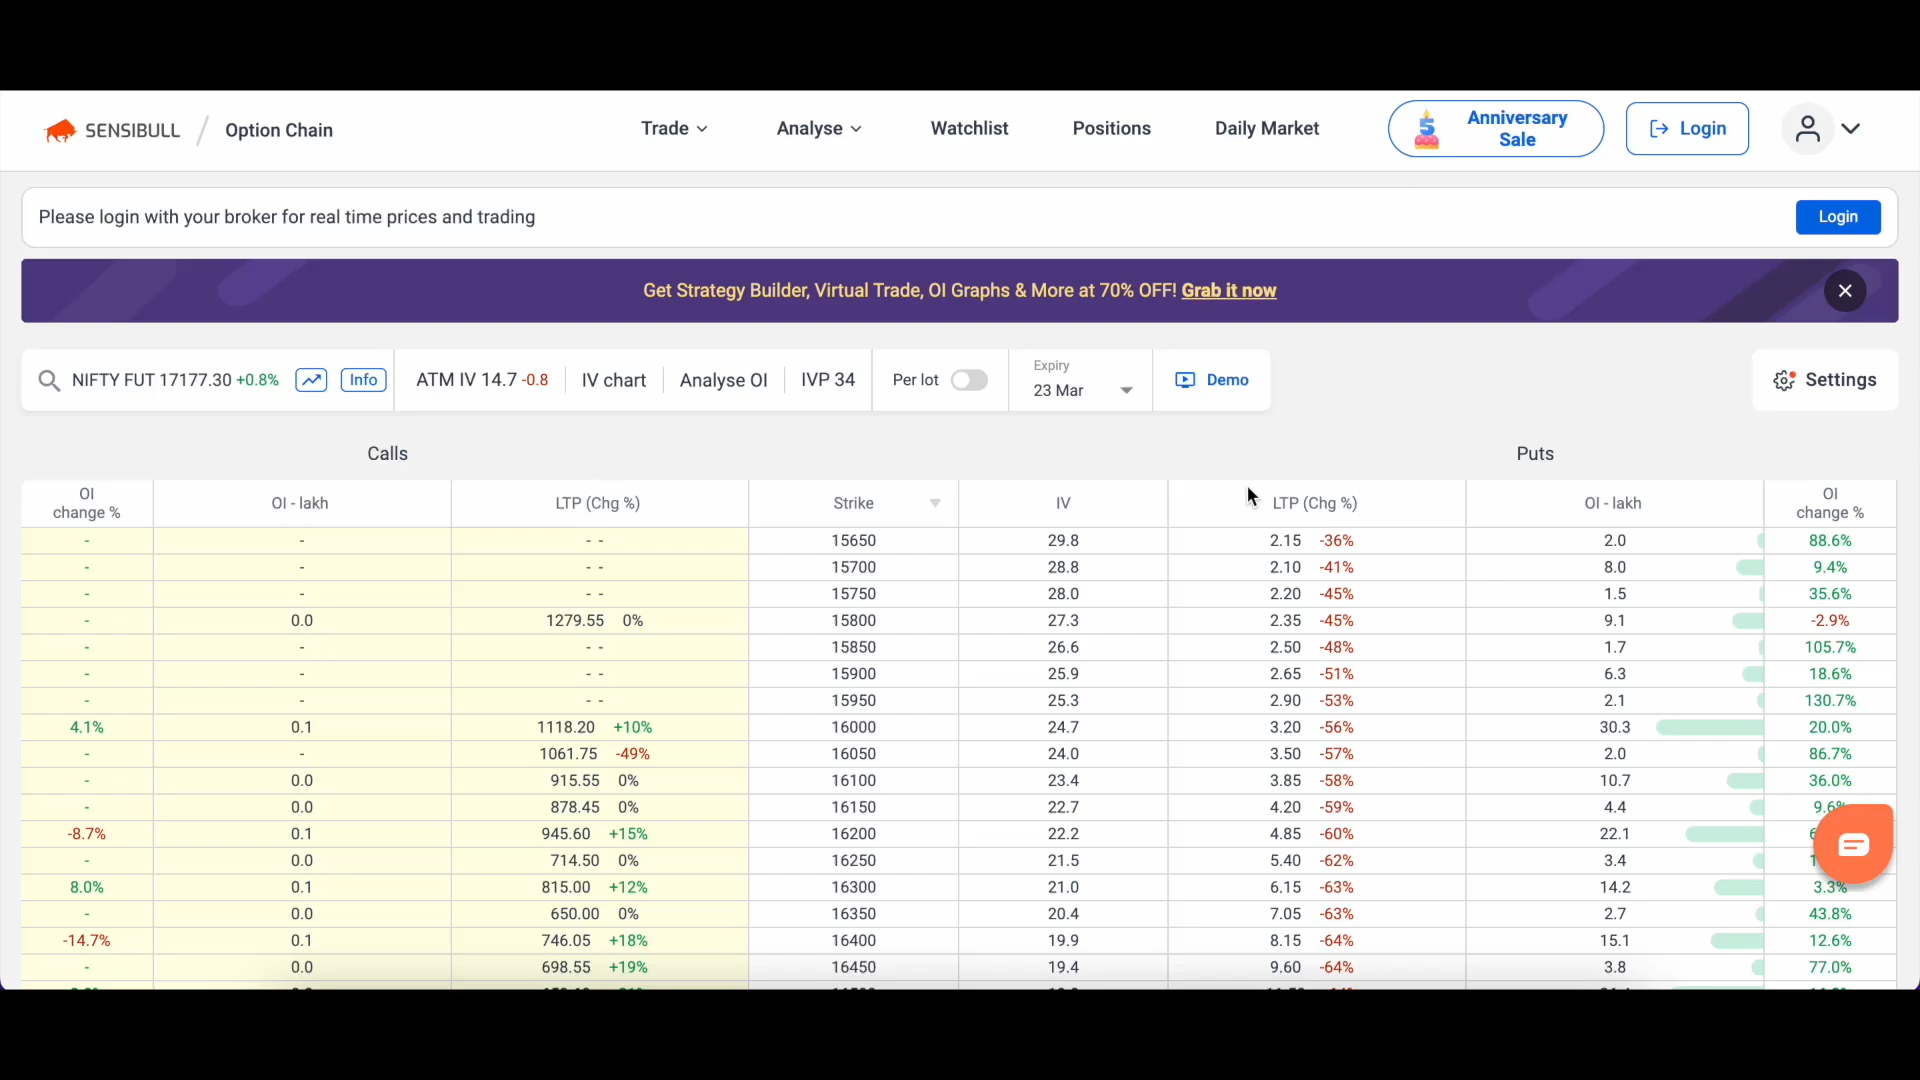 SENSIBULL / Option Chain Trade Analyse Watchlist Positions Daily Market 5 Anniversary Sale Login
Please login with your broker for real time prices and trading Login
Get Strategy Builder, Virtual Trade, OI Graphs & More at 70% OFF! Grab it now
NIFTY FUT 17177.30 +0.8% Info ATM IV 14.7 -0.8 IV chart Analyse OI IVP 34 Per lot Expiry 23 Mar Demo Settings
Calls Puts
OI change % OI - lakh LTP (Chg %) Strike IV LTP (Chg %) OI - lakh OI change %
- - - - 15650 29.8 2.15 -36% 2.0 88.6%
- - - - 15700 28.8 2.10 -41% 8.0 9.4%
- - - - 15750 28.0 2.20 -45% 1.5 35.6%
- 0.0 1279.55 0% 15800 27.3 2.35 -45% 9.1 -2.9%
- - - - 15850 26.6 2.50 -48% 1.7 105.7%
- - - - 15900 25.9 2.65 -51% 6.3 18.6%
- - - - 15950 25.3 2.90 -53% 2.1 130.7%
4.1% 0.1 1118.20 +10% 16000 24.7 3.20 -56% 30.3 20.0%
- - 1061.75 -49% 16050 24.0 3.50 -57% 2.0 86.7%
- 0.0 915.55 0% 16100 23.4 3.85 -58% 10.7 36.0%
- 0.0 878.45 0% 16150 22.7 4.20 -59% 4.4 9.6%
-8.7% 0.1 945.60 +15% 16200 22.2 4.85 -60% 22.1
- 0.0 714.50 0% 16250 21.5 5.40 -62% 3.4
8.0% 0.1 815.00 +12% 16300 21.0 6.15 -63% 14.2 3.3%
- 0.0 650.00 0% 16350 20.4 7.05 -63% 2.7 43.8%
-14.7% 0.1 746.05 +18% 16400 19.9 8.15 -64% 15.1 12.6%
- 0.0 698.55 +19% 16450 19.4 9.60 -64% 3.8 77.0%